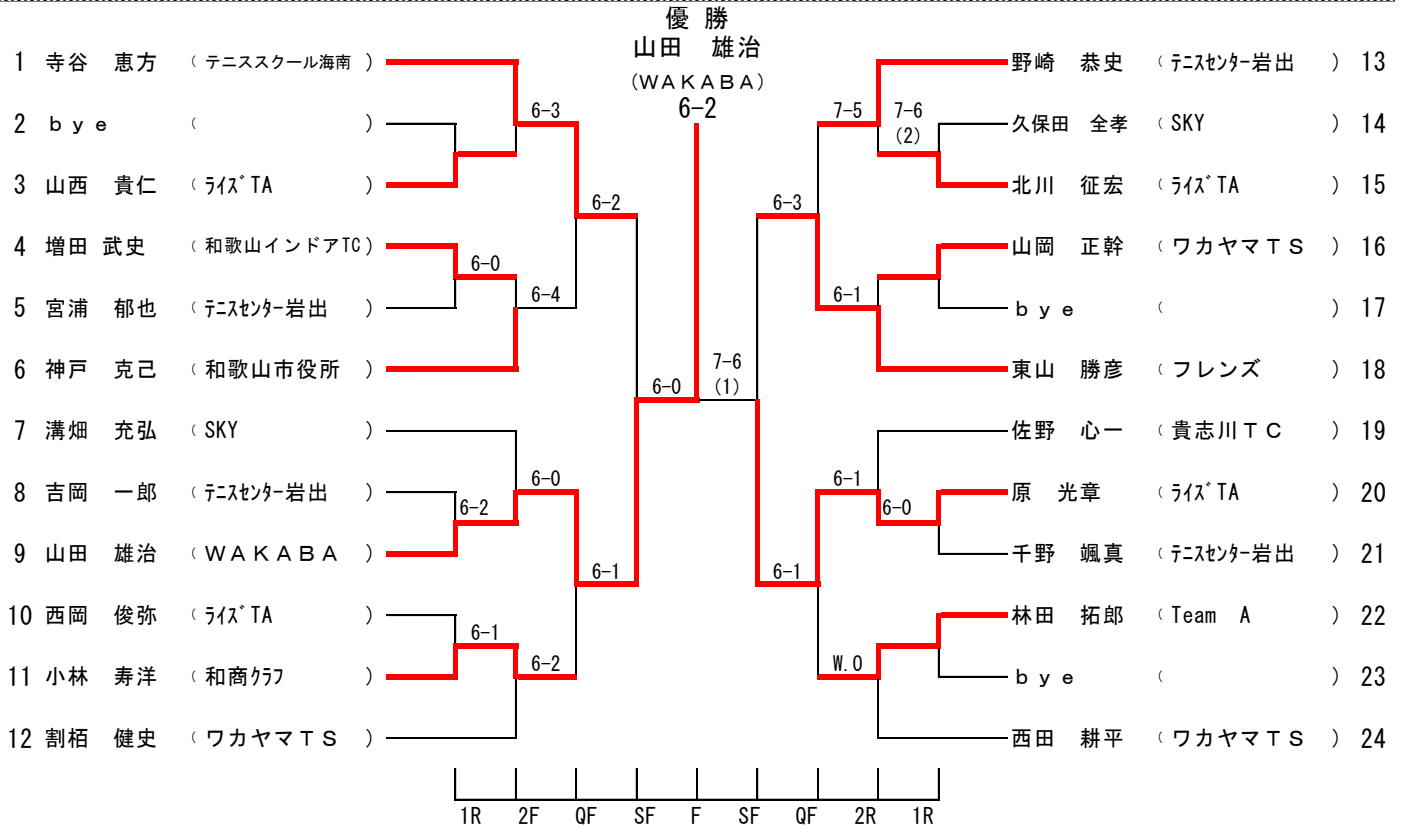 優 勝
山田 雄治
(WAKABA)
6-2
1 寺谷 恵方 ( テニススクール海南 )
2 bye ( )
3 山西 貴仁 ( ﾗｲｽﾞTA )
4 増田 武史 ( 和歌山インドアTC )
5 宮浦 郁也 ( ﾃﾆｽｾﾝﾀｰ岩出 )
6 神戸 克己 ( 和歌山市役所 )
7 溝畑 充弘 ( SKY )
8 吉岡 一郎 ( ﾃﾆｽｾﾝﾀｰ岩出 )
9 山田 雄治 ( WAKABA )
10 西岡 俊弥 ( ﾗｲｽﾞTA )
11 小林 寿洋 ( 和商ｸﾗﾌ )
12 割栢 健史 ( ワカヤマTS )
6-3
6-2
6-0
6-4
6-0
6-0
6-2
6-1
6-1
6-2
野崎 恭史 ( ﾃﾆｽｾﾝﾀｰ岩出 ) 13
久保田 全孝 ( SKY ) 14
北川 征宏 ( ﾗｲｽﾞTA ) 15
山岡 正幹 ( ワカヤマTS ) 16
bye ( ) 17
東山 勝彦 ( フレンズ ) 18
佐野 心一 ( 貴志川TC ) 19
原 光章 ( ﾗｲｽﾞTA ) 20
千野 颯真 ( ﾃﾆｽｾﾝﾀｰ岩出 ) 21
林田 拓郎 ( Team A ) 22
bye ( ) 23
西田 耕平 ( ワカヤマTS ) 24
7-5
7-6
(2)
6-3
6-1
7-6
(1)
6-1
6-0
6-1
W.O
1R 2F QF SF F SF QF 2R 1R